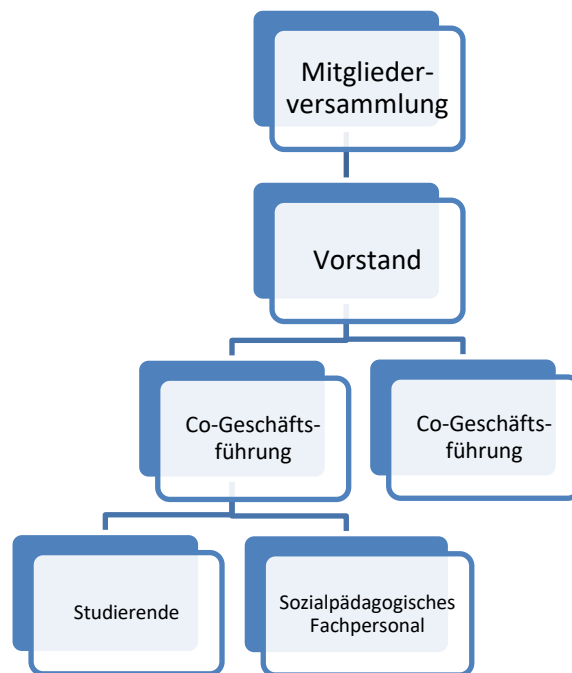 Mitglieder-
versammlung
Vorstand
Co-Geschäfts-
führung
Co-Geschäfts-
führung
Studierende
Sozialpädagogisches
Fachpersonal